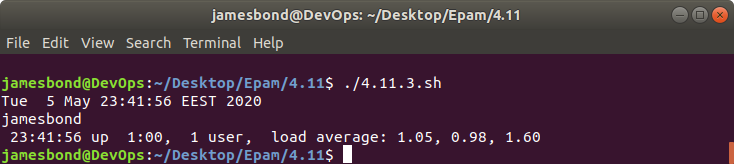 jamesbond@DevOps: ~/Desktop/Epam/4.11
File Edit View Search Terminal Help
jamesbond@DevOps:~/Desktop/Epam/4.11$ ./4.11.3.sh
Tue  5 May 23:41:56 EEST 2020
jamesbond
 23:41:56 up  1:00,  1 user,  load average: 1.05, 0.98, 1.60
jamesbond@DevOps:~/Desktop/Epam/4.11$